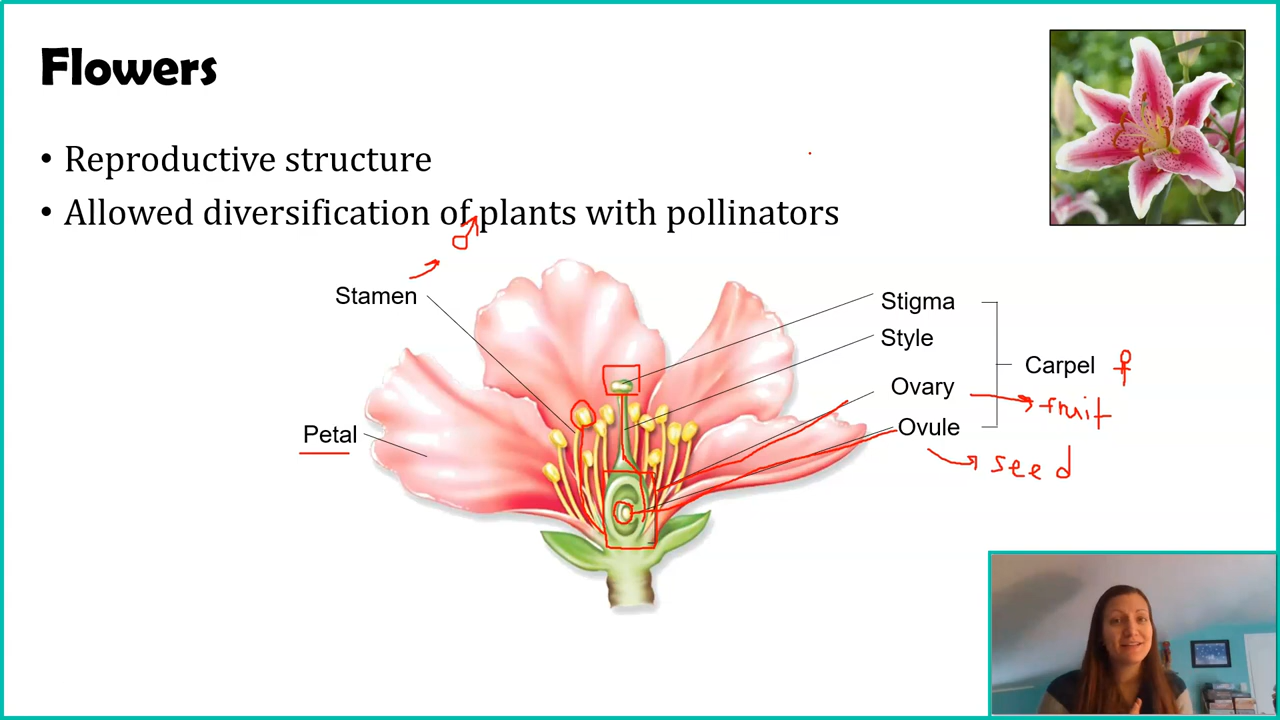 Flowers
• Reproductive structure
• Allowed diversification of plants with pollinators
♂
Stamen
Stigma
Style
Carpel ♀
Ovary
fruit
Petal
Ovule
seed